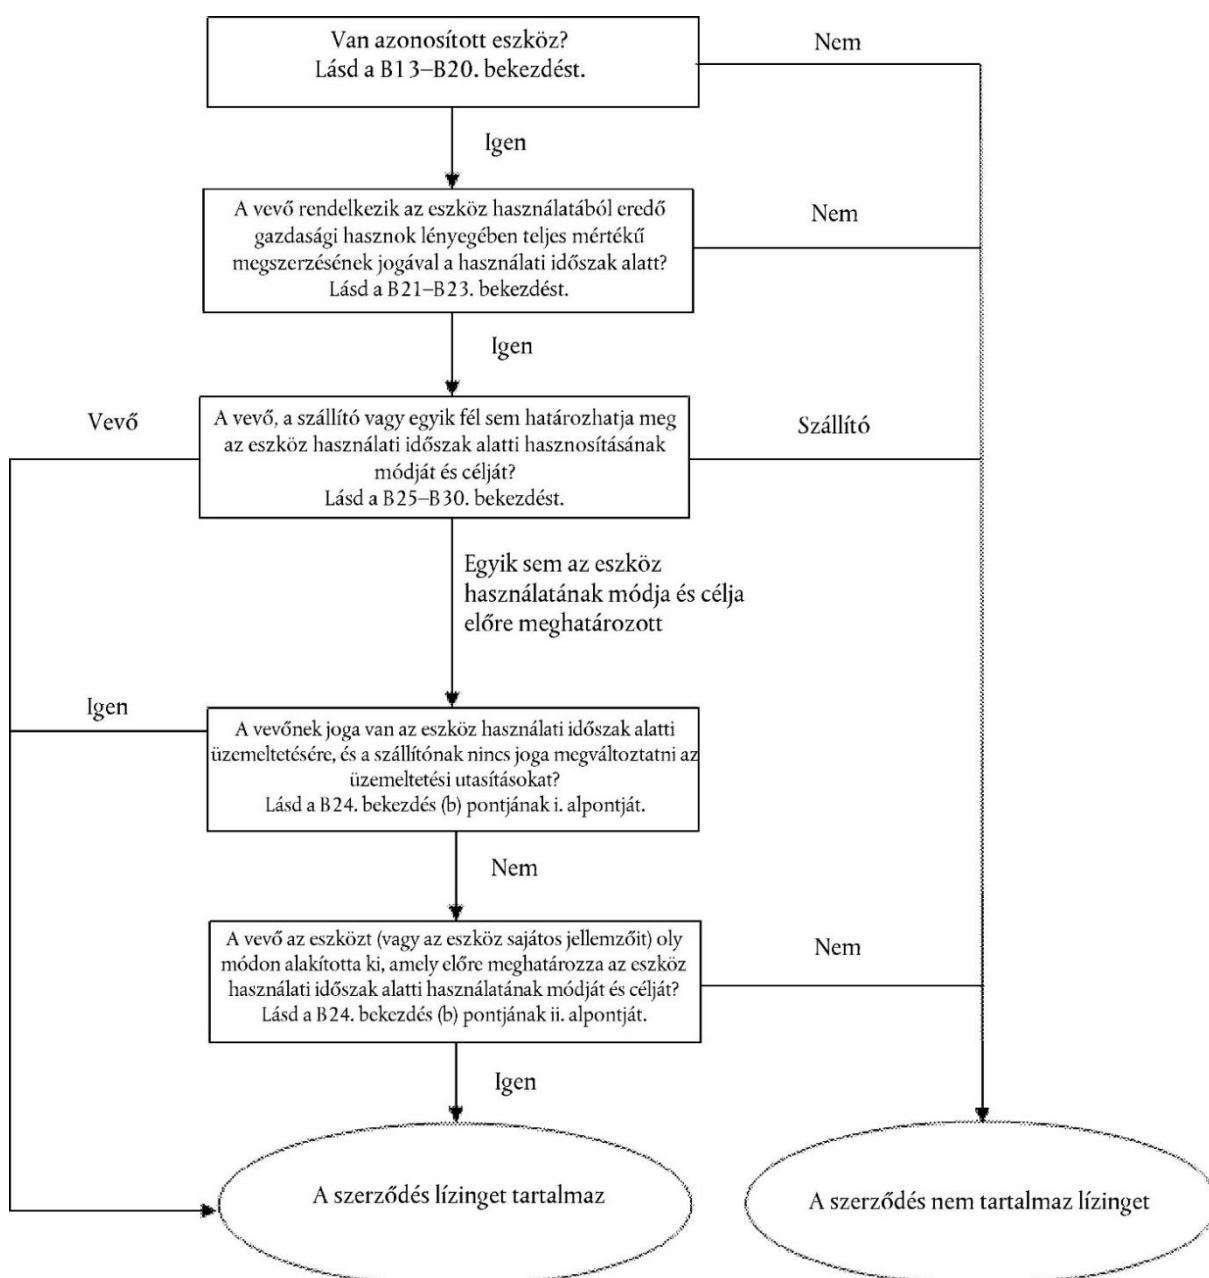 Van azonosított eszköz?
Lásd a B13–B20. bekezdést.
Nem
Igen
A vevő rendelkezik az eszköz használatából eredő
gazdasági hasznok lényegében teljes mértékű
megszerzésének jogával a használati időszak alatt?
Lásd a B21–B23. bekezdést.
Nem
Igen
Vevő
A vevő, a szállító vagy egyik fél sem határozhatja meg
az eszköz használati időszak alatti hasznosításának
módját és célját?
Lásd a B25–B30. bekezdést.
Szállító
Egyik sem az eszköz
használatának módja és célja
előre meghatározott
Igen
A vevőnek joga van az eszköz használati időszak alatti
üzemeltetésére, és a szállítónak nincs joga megváltoztatni az
üzemeltetési utasításokat?
Lásd a B24. bekezdés (b) pontjának i. alpontját.
Nem
A vevő az eszközt (vagy az eszköz sajátos jellemzőit) oly
módon alakította ki, amely előre meghatározza az eszköz
használati időszak alatti használatának módját és célját?
Lásd a B24. bekezdés (b) pontjának ii. alpontját.
Nem
Igen
A szerződés lízinget tartalmaz
A szerződés nem tartalmaz lízinget